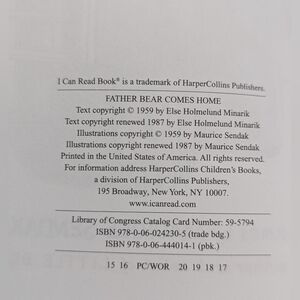 I Can Read Book® is a trademark of HarperCollins Publishers.
FATHER BEAR COMES HOME
Text copyright © 1959 by Else Holmelund Minarik
Text copyright renewed 1987 by Else Holmelund Minarik
Illustrations copyright © 1959 by Maurice Sendak
Illustrations copyright renewed 1987 by Maurice Sendak
Printed in the United States of America. All rights reserved.
For information address HarperCollins Children's Books,
a division of HarperCollins Publishers,
195 Broadway, New York, NY 10007.
www.icanread.com
Library of Congress Catalog Card Number: 59-5794
ISBN 978-0-06-024230-5 (trade bdg.)
ISBN 978-0-06-444014-1 (pbk.)
15 16 PC/WOR 20 19 18 17